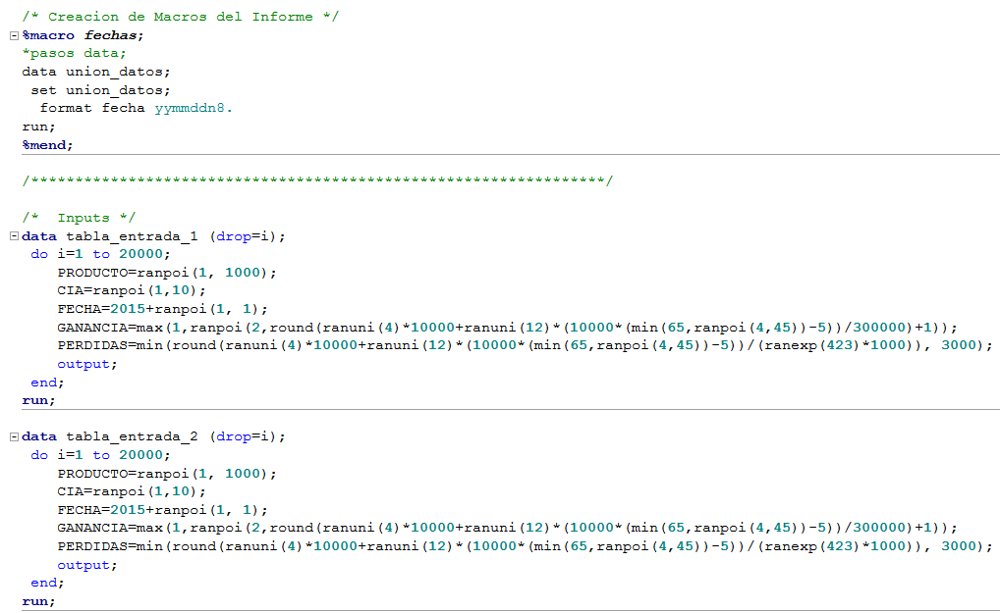 /* Creacion de Macros del Informe */
%macro fechas;
*pasos data;
data union_datos;
 set union_datos;
  format fecha yymmddn8.
run;
%mend;
/*****************************************************************/
/*  Inputs */
data tabla_entrada_1 (drop=i);
 do i=1 to 20000;
    PRODUCTO=ranpoi(1, 1000);
    CIA=ranpoi(1,10);
    FECHA=2015+ranpoi(1, 1);
    GANANCIA=max(1,ranpoi(2,round(ranuni(4)*10000+ranuni(12)*(10000*(min(65,ranpoi(4,45))-5))/300000)+1));
    PERDIDAS=min(round(ranuni(4)*10000+ranuni(12)*(10000*(min(65,ranpoi(4,45))-5))/(ranexp(423)*1000)), 3000);
    output;
 end;
run;
data tabla_entrada_2 (drop=i);
 do i=1 to 20000;
    PRODUCTO=ranpoi(1, 1000);
    CIA=ranpoi(1,10);
    FECHA=2015+ranpoi(1, 1);
    GANANCIA=max(1,ranpoi(2,round(ranuni(4)*10000+ranuni(12)*(10000*(min(65,ranpoi(4,45))-5))/300000)+1));
    PERDIDAS=min(round(ranuni(4)*10000+ranuni(12)*(10000*(min(65,ranpoi(4,45))-5))/(ranexp(423)*1000)), 3000);
    output;
 end;
run;